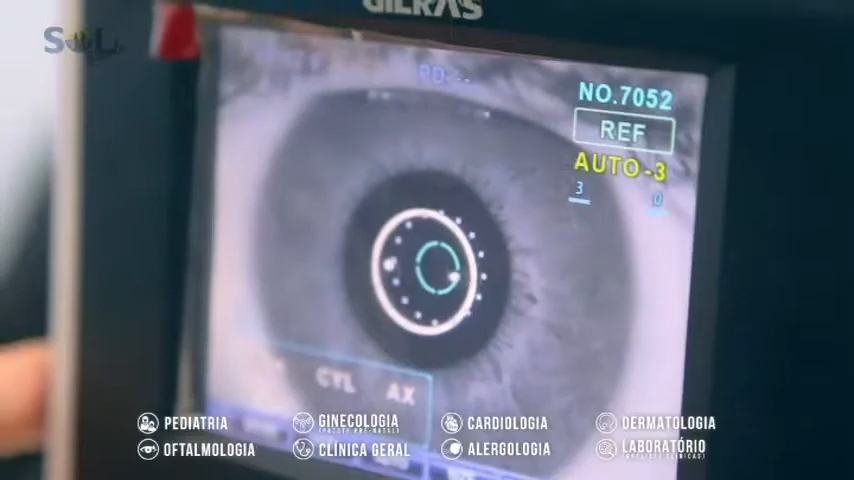 GILRAS
SOL
PD:--
NO.7052
REF
AUTO-3
3 0
CYL AX
PEDIATRIA
GINECOLOGIA
CARDIOLOGIA
DERMATOLOGIA
OFTALMOLOGIA
CLÍNICA GERAL
ALERGOLOGIA
LABORATÓRIO